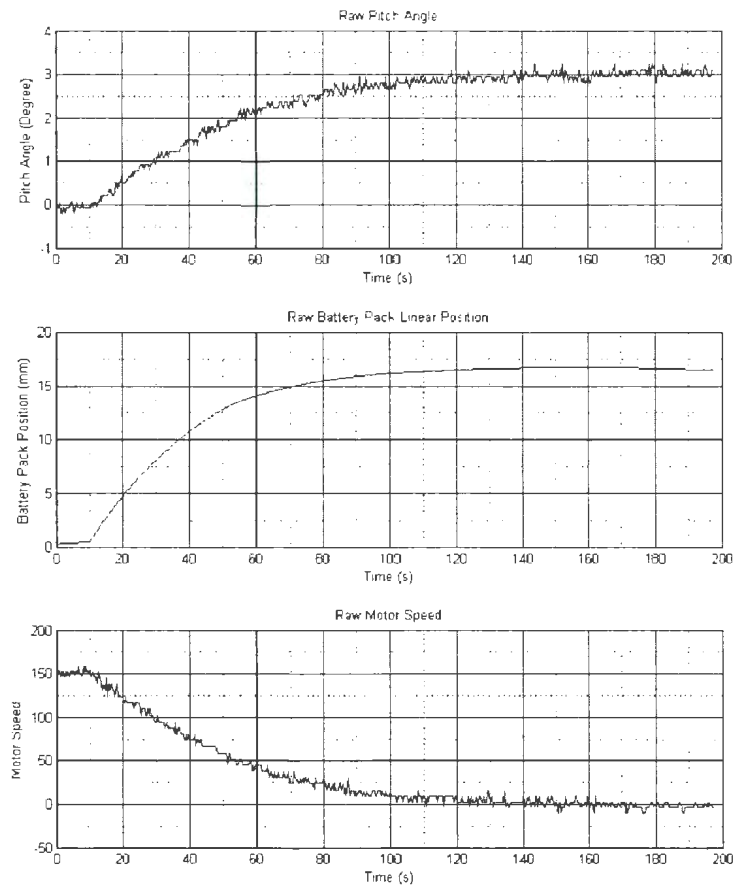 Raw Pitch Angle
4
3
2
1
0
-1
Pitch Angle (Degree)
0 20 40 60 80 100 120 140 160 180 200
Time (s)
Raw Battery Pack Linear Position
20
15
10
5
0
Battery Pack Position (mm)
0 20 40 60 80 100 120 140 160 180 200
Time (s)
Raw Motor Speed
200
150
100
50
0
-50
Motor Speed
0 20 40 60 80 100 120 140 160 180 200
Time (s)